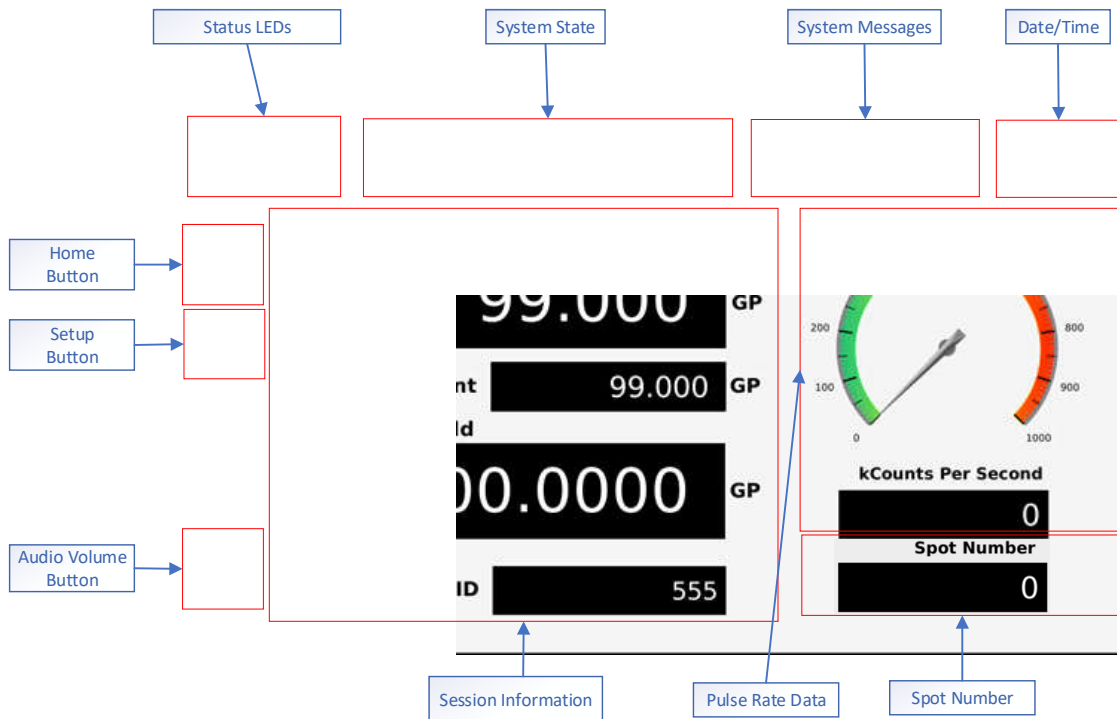 Status LEDs
System State
System Messages
Date/Time
Home
Button
Setup
Button
Audio Volume
Button
99.000 GP
nt 99.000 GP
ld
00.0000 GP
ID 555
200
800
100
900
0
1000
kCounts Per Second
0
Spot Number
0
Session Information
Pulse Rate Data
Spot Number